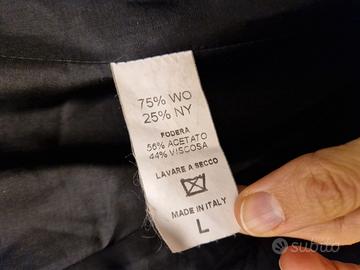 75% WO
25% NY
FODERA
56% ACETATO
44% VISCOSA
LAVARE A SECCO
MADE IN ITALY
L
subito